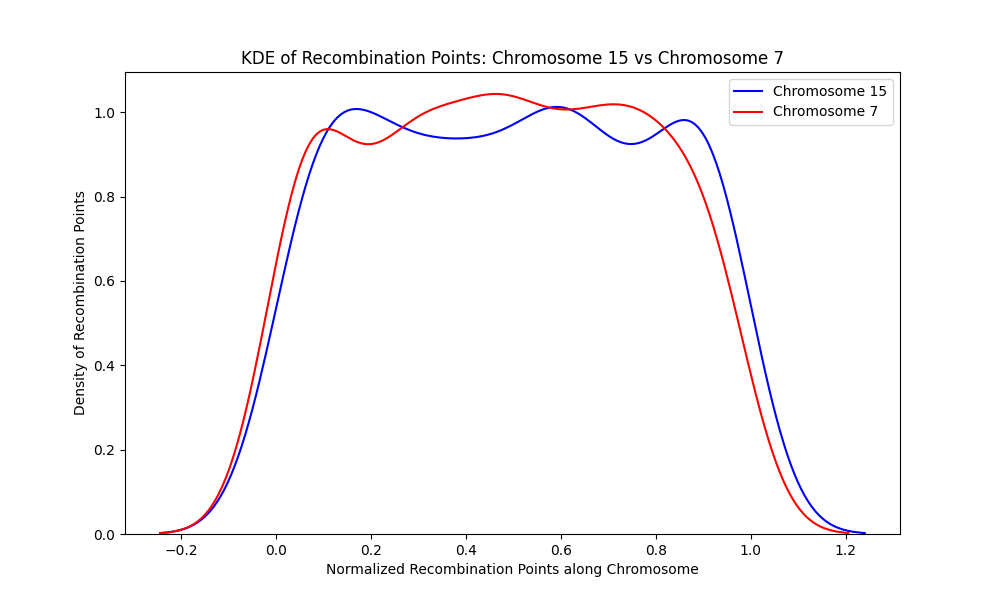 KDE of Recombination Points: Chromosome 15 vs Chromosome 7
Chromosome 15
Chromosome 7
Density of Recombination Points
1.0
0.8
0.6
0.4
0.2
0.0
−0.2 0.0 0.2 0.4 0.6 0.8 1.0 1.2
Normalized Recombination Points along Chromosome